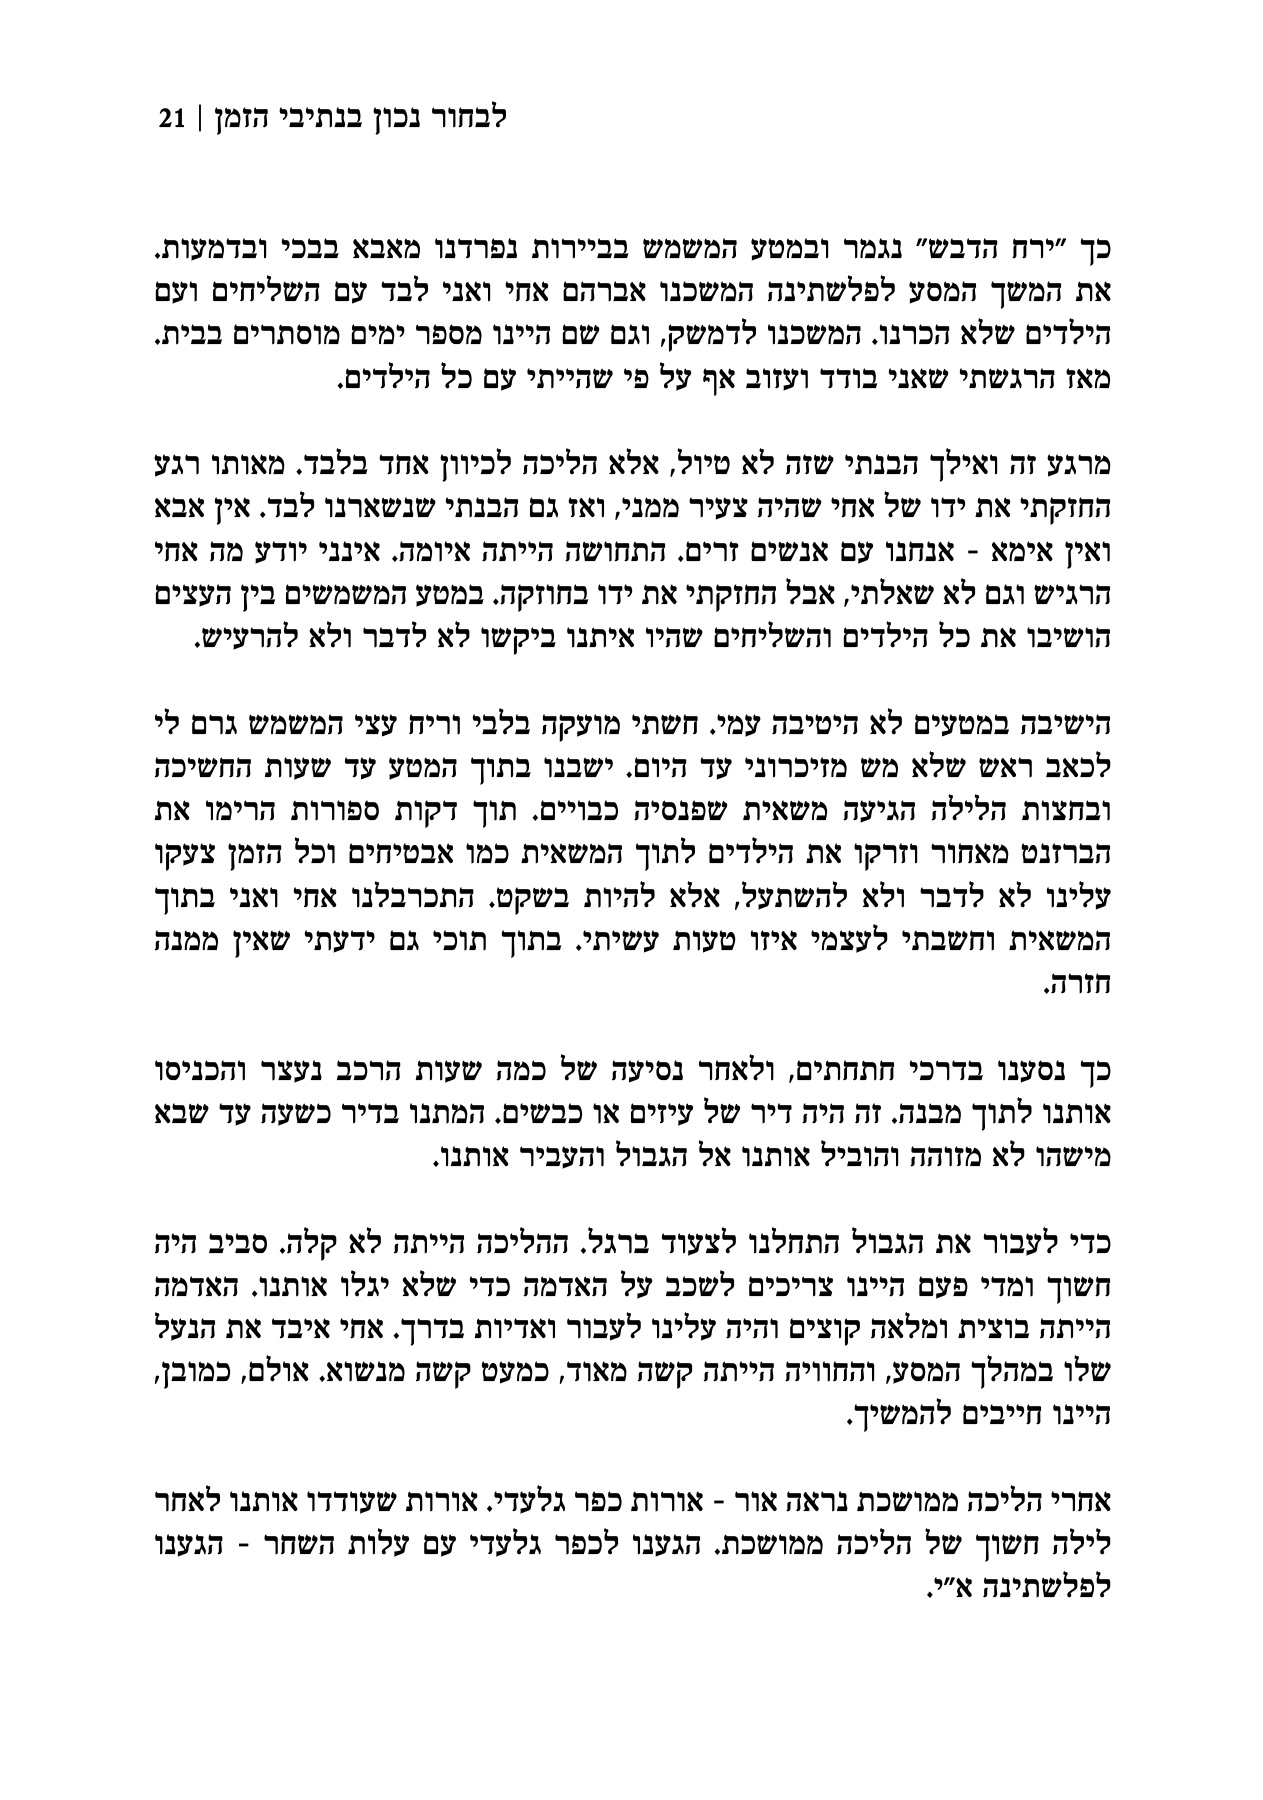 לבחור נכון בנתיבי הזמן | 21
כך "ירח הדבש" נגמר ובמטע המשמש בביירות נפרדנו מאבא בבכי ובדמעות.
את המשך המסע לפלשתינה המשכנו אברהם אחי ואני לבד עם השליחים ועם
הילדים שלא הכרנו. המשכנו לדמשק, וגם שם היינו מספר ימים מוסתרים בבית.
מאז הרגשתי שאני בודד ועזוב אף על פי שהייתי עם כל הילדים.
מרגע זה ואילך הבנתי שזה לא טיול, אלא הליכה לכיוון אחד בלבד. מאותו רגע
החזקתי את ידו של אחי שהיה צעיר ממני, ואז גם הבנתי שנשארנו לבד. אין אבא
ואין אימא - אנחנו עם אנשים זרים. התחושה הייתה איומה. אינני יודע מה אחי
הרגיש וגם לא שאלתי, אבל החזקתי את ידו בחוזקה. במטע המשמשים בין העצים
הושיבו את כל הילדים והשליחים שהיו איתנו ביקשו לא לדבר ולא להרעיש.
הישיבה במטעים לא היטיבה עמי. חשתי מועקה בלבי וריח עצי המשמש גרם לי
לכאב ראש שלא מש מזיכרוני עד היום. ישבנו בתוך המטע עד שעות החשיכה
ובחצות הלילה הגיעה משאית שפנסיה כבויים. תוך דקות ספורות הרימו את
הברזנט מאחור וזרקו את הילדים לתוך המשאית כמו אבטיחים וכל הזמן צעקו
עלינו לא לדבר ולא להשתעל, אלא להיות בשקט. התכרבלנו אחי ואני בתוך
המשאית וחשבתי לעצמי איזו טעות עשיתי. בתוך תוכי גם ידעתי שאין ממנה
חזרה.
כך נסענו בדרכי חתחתים, ולאחר נסיעה של כמה שעות הרכב נעצר והכניסו
אותנו לתוך מבנה. זה היה דיר של עיזים או כבשים. המתנו בדיר כשעה עד שבא
מישהו לא מזוהה והוביל אותנו אל הגבול והעביר אותנו.
כדי לעבור את הגבול התחלנו לצעוד ברגל. ההליכה הייתה לא קלה. סביב היה
חשוך ומדי פעם היינו צריכים לשכב על האדמה כדי שלא יגלו אותנו. האדמה
הייתה בוצית ומלאה קוצים והיה עלינו לעבור ואדיות בדרך. אחי איבד את הנעל
שלו במהלך המסע, והחוויה הייתה קשה מאוד, כמעט קשה מנשוא. אולם, כמובן,
היינו חייבים להמשיך.
אחרי הליכה ממושכת נראה אור - אורות כפר גלעדי. אורות שעודדו אותנו לאחר
לילה חשוך של הליכה ממושכת. הגענו לכפר גלעדי עם עלות השחר - הגענו
לפלשתינה א"י.